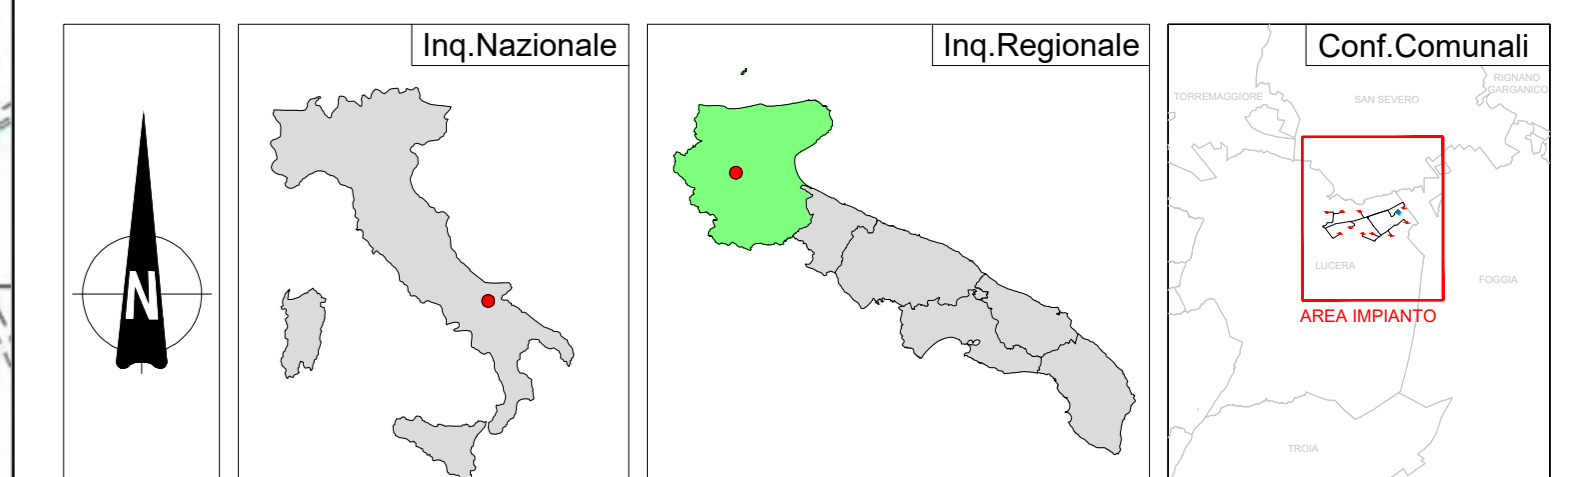 Inq.Nazionale
Inq.Regionale
Conf.Comunali
N
TORREMAGGIORE
SAN SEVERO
RIGNANO
GARGANICO
LUCERA
FOGGIA
AREA IMPIANTO
TROIA